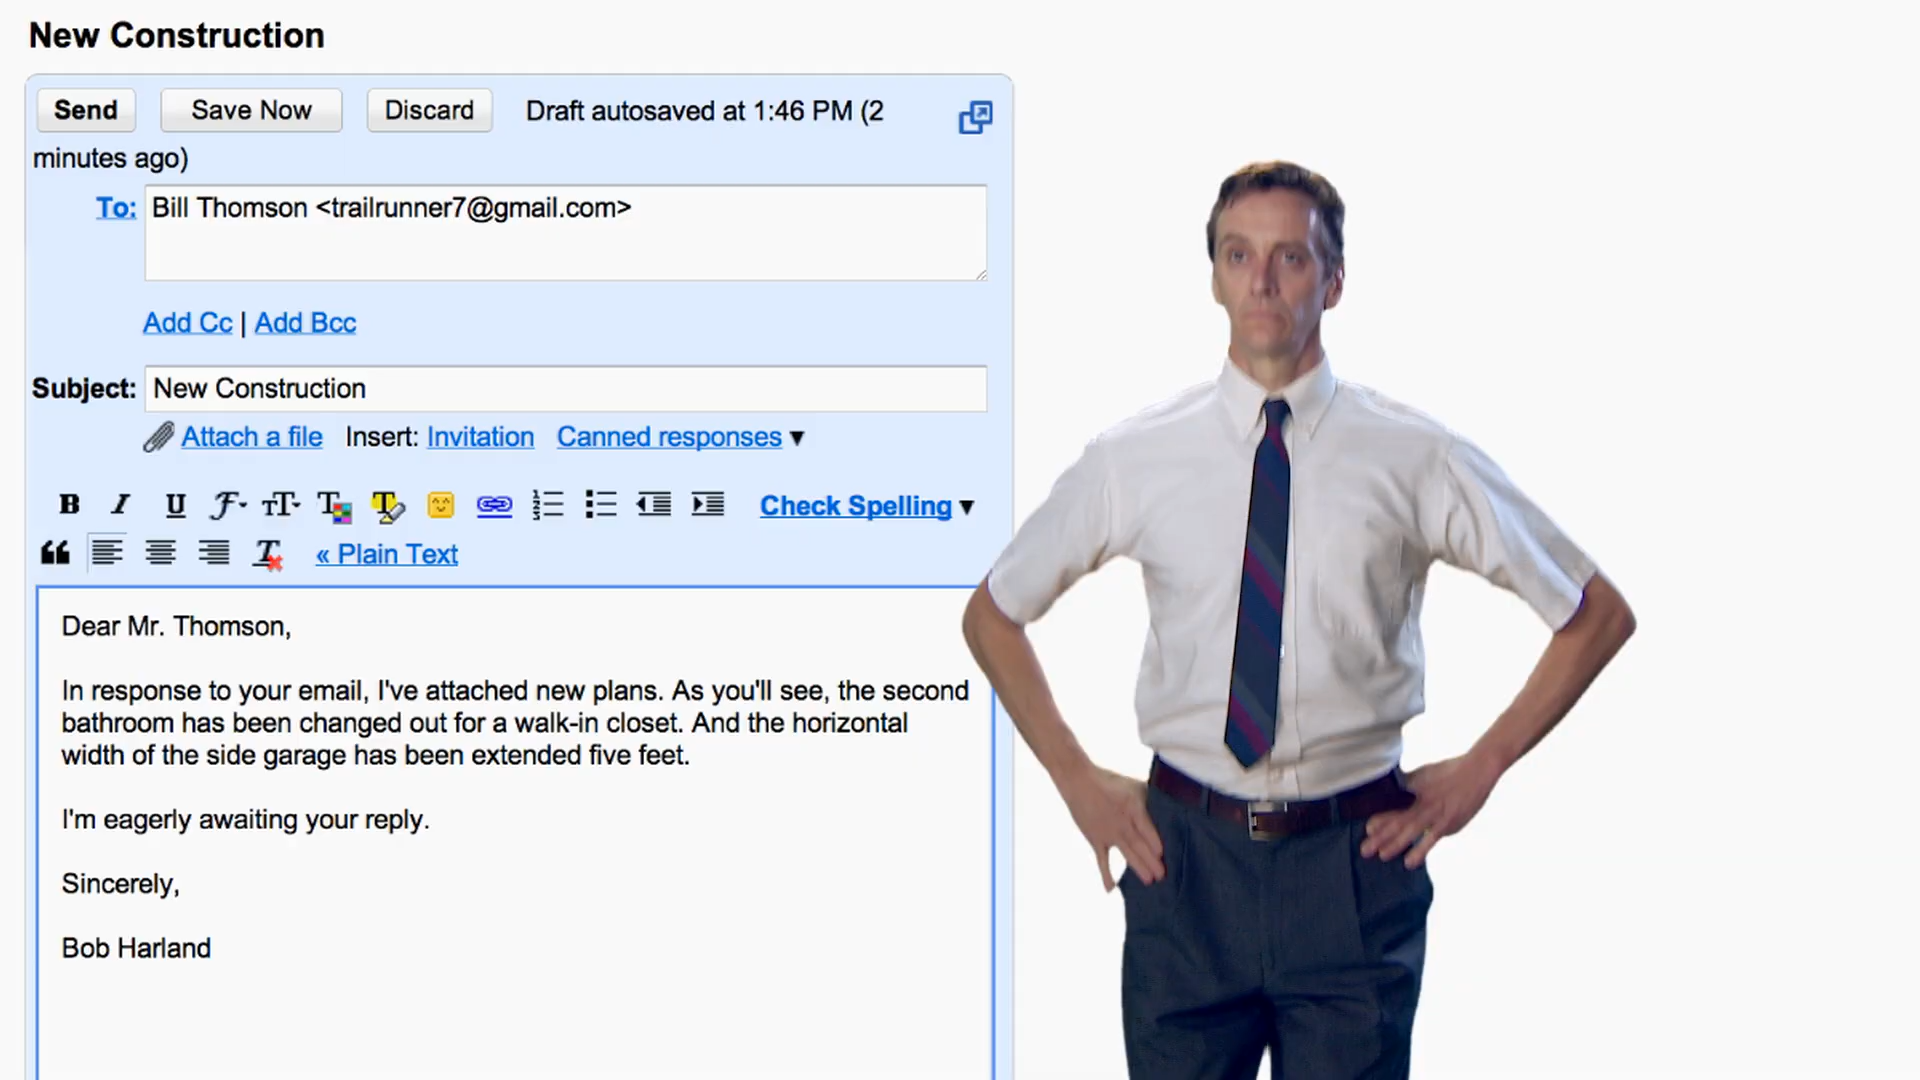 New Construction
Send Save Now Discard Draft autosaved at 1:46 PM (2
minutes ago)
To: Bill Thomson <trailrunner7@gmail.com>
Add Cc | Add Bcc
Subject: New Construction
Attach a file Insert: Invitation Canned responses ▼
B I U F TT T T Check Spelling ▼
« Plain Text
Dear Mr. Thomson,
In response to your email, I've attached new plans. As you'll see, the second
bathroom has been changed out for a walk-in closet. And the horizontal
width of the side garage has been extended five feet.
I'm eagerly awaiting your reply.
Sincerely,
Bob Harland